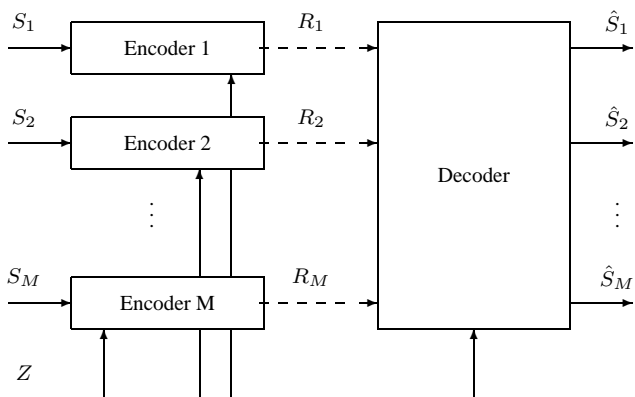 S_1 Encoder 1 R_1 Ŝ_1
S_2 Encoder 2 R_2 Ŝ_2
Decoder
⋮ ⋮
S_M Encoder M R_M Ŝ_M
Z